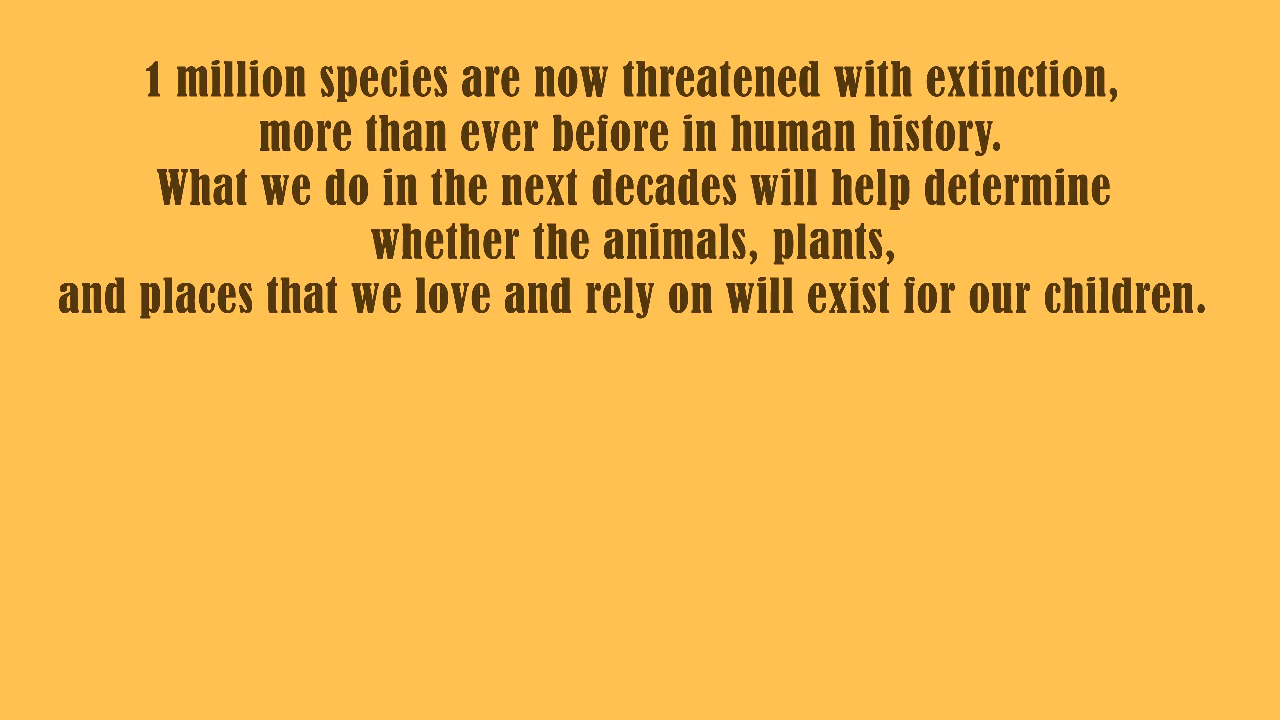 1 million species are now threatened with extinction,
more than ever before in human history.
What we do in the next decades will help determine
whether the animals, plants,
and places that we love and rely on will exist for our children.